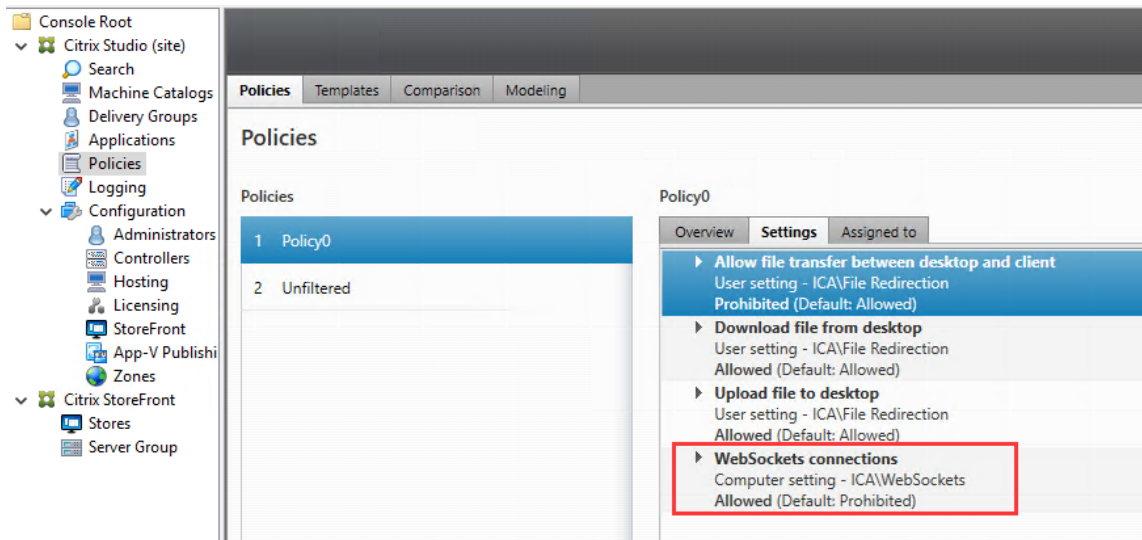 Console Root
Citrix Studio (site)
Search
Machine Catalogs
Delivery Groups
Applications
Policies
Logging
Configuration
Administrators
Controllers
Hosting
Licensing
StoreFront
App-V Publishi
Zones
Citrix StoreFront
Stores
Server Group
Policies Templates Comparison Modeling
Policies
Policies
1 Policy0
2 Unfiltered
Policy0
Overview Settings Assigned to
Allow file transfer between desktop and client
User setting - ICA\File Redirection
Prohibited (Default: Allowed)
Download file from desktop
User setting - ICA\File Redirection
Allowed (Default: Allowed)
Upload file to desktop
User setting - ICA\File Redirection
Allowed (Default: Allowed)
WebSockets connections
Computer setting - ICA\WebSockets
Allowed (Default: Prohibited)